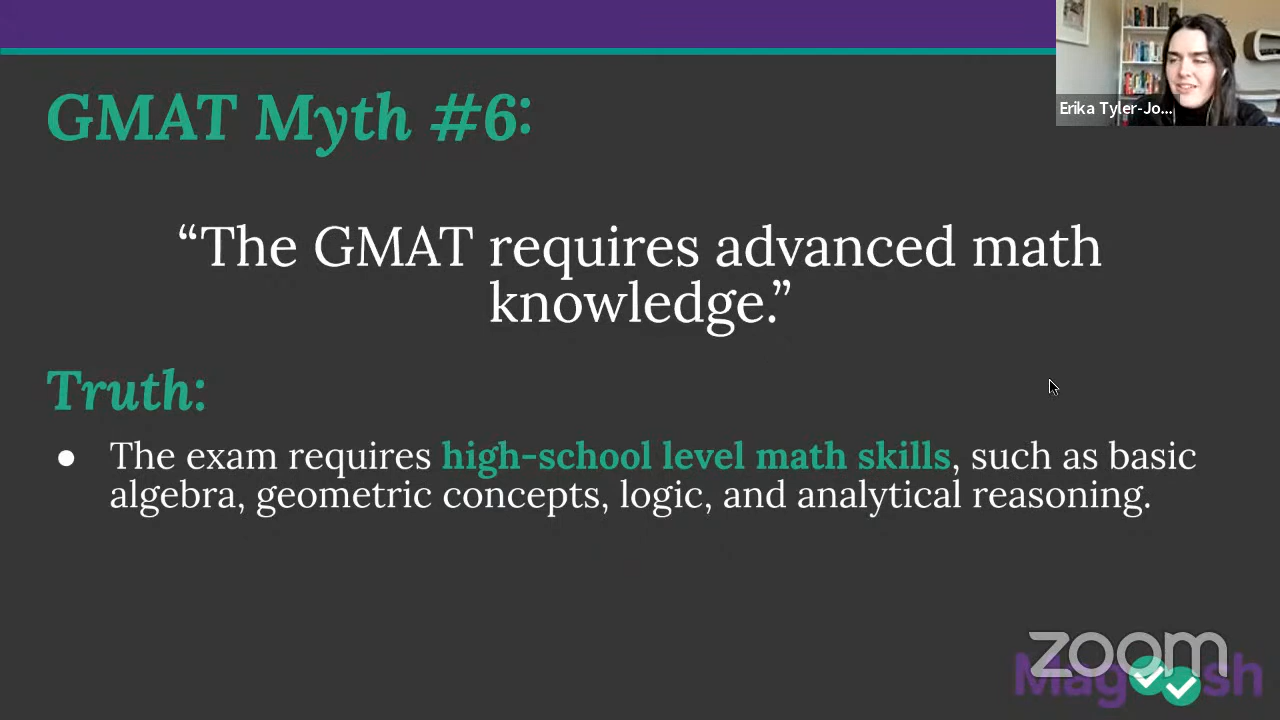 Erika Tyler-Jo...
GMAT Myth #6:
“The GMAT requires advanced math
knowledge.”
Truth:
● The exam requires high-school level math skills, such as basic
algebra, geometric concepts, logic, and analytical reasoning.
zoom
Magoosh